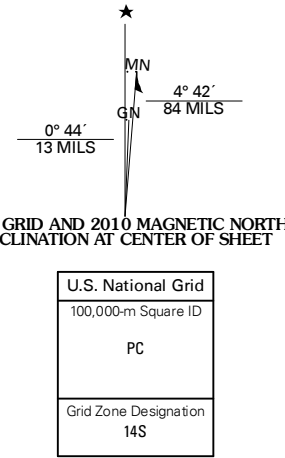 ★
MN
4° 42´
84 MILS
GN
0° 44´
13 MILS
GRID AND 2010 MAGNETIC NORTH
CLINATION AT CENTER OF SHEET
U.S. National Grid
100,000-m Square ID
PC
Grid Zone Designation
14S